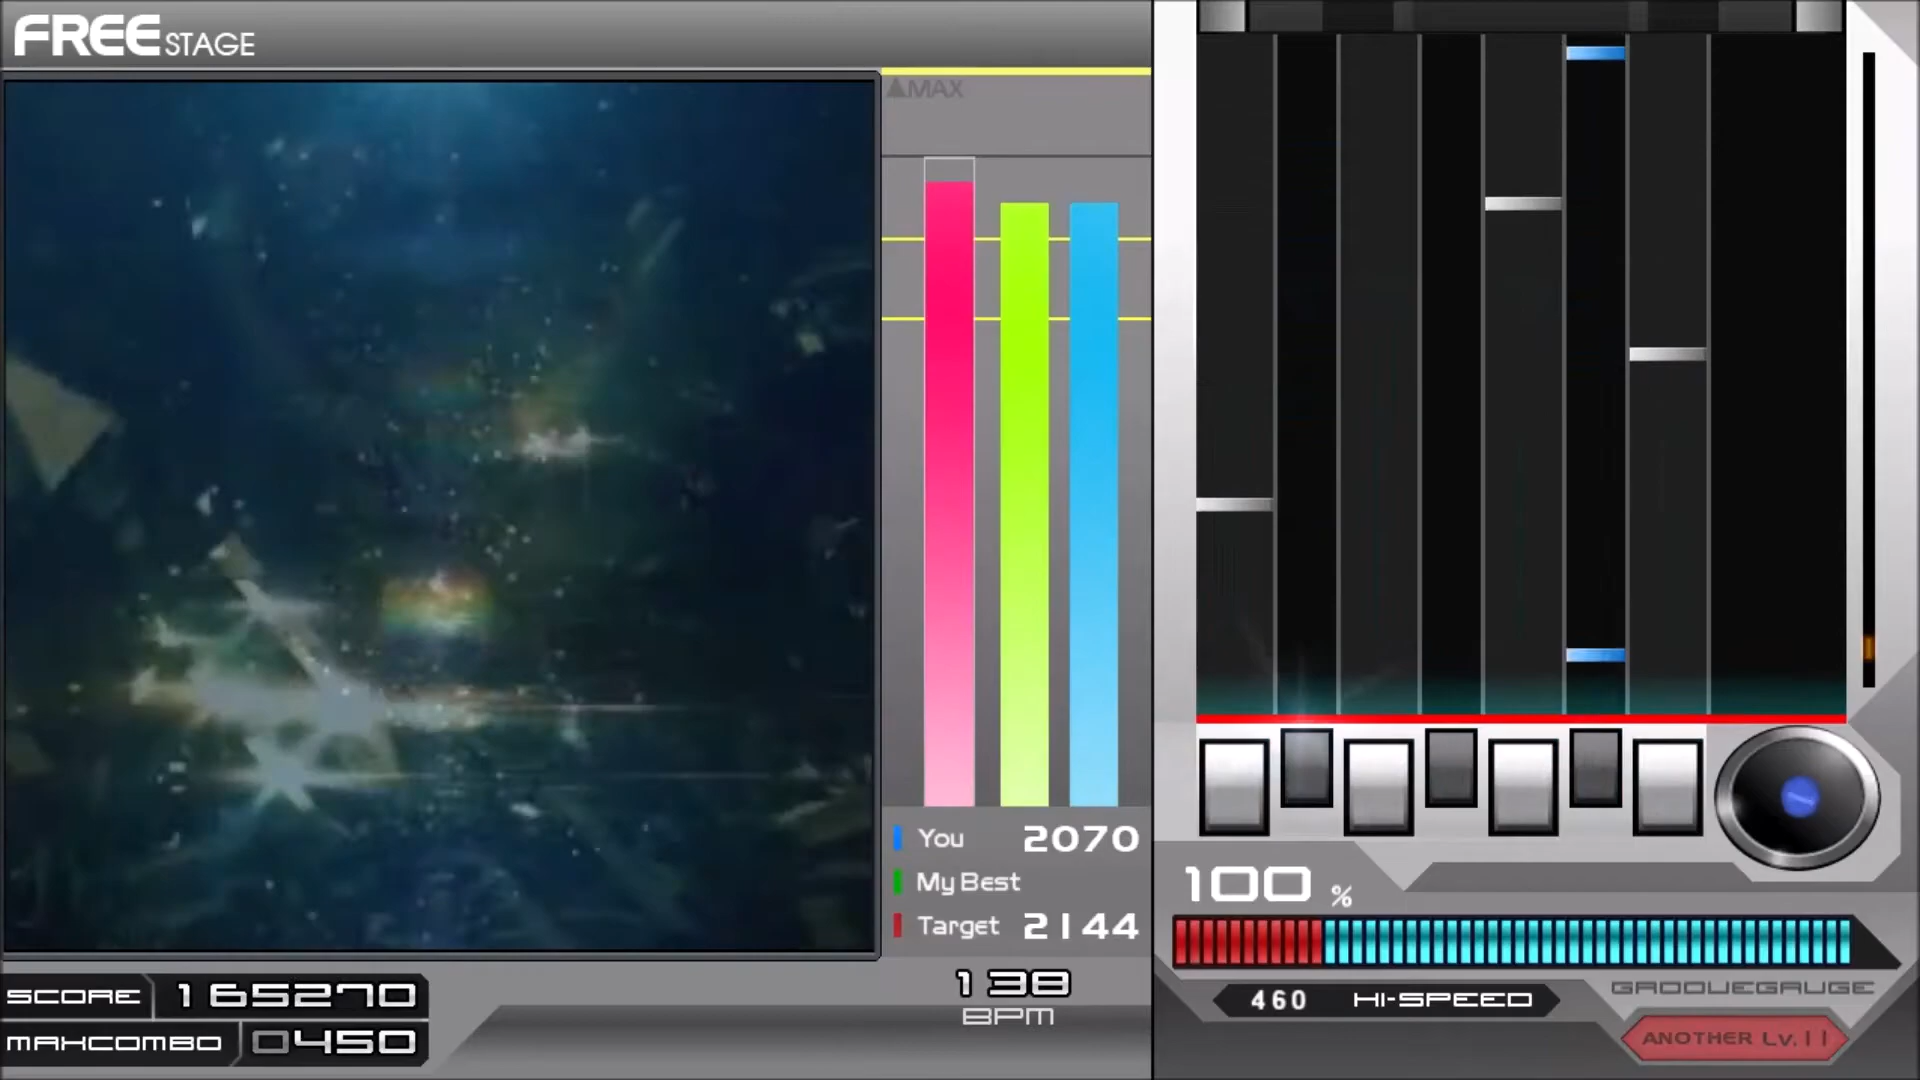 FREE STAGE
▲MAX
You 2070
My Best
Target 2144
138
BPM
SCORE 165270
MAXCOMBO 0450
100 %
460 HI-SPEED
GROOVEGAUGE
ANOTHER Lv.11